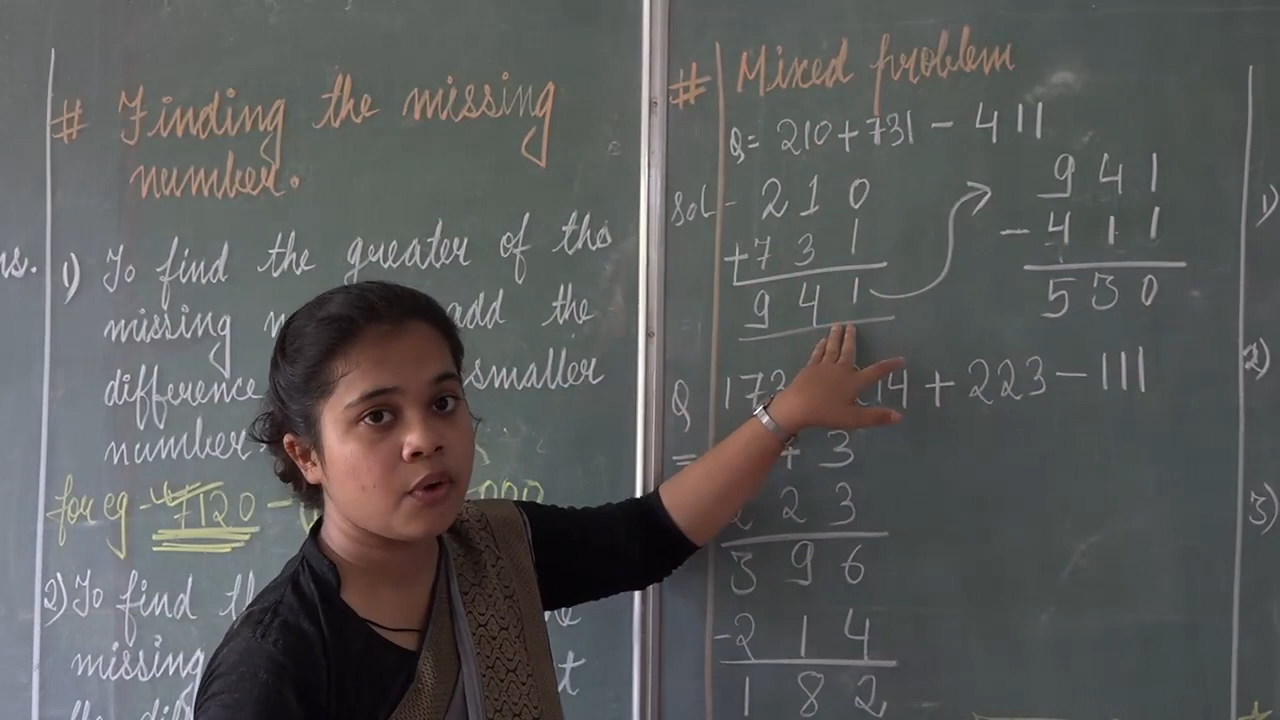 # Finding the missing
number.
ns. 1) To find the greater of the
missing add the
difference smaller
number.
for eg - 7120 -
2) To find
missing
# Mixed problem
Q= 210+731 - 411
Sol - 2 1 0
+7 3 1
9 4 1
9 4 1
- 4 1 1
5 3 0
Q 173 14 + 223 - 111
= 7 3
2 2 3
3 9 6
-2 1 4
1 8 2
1)
2)
3)